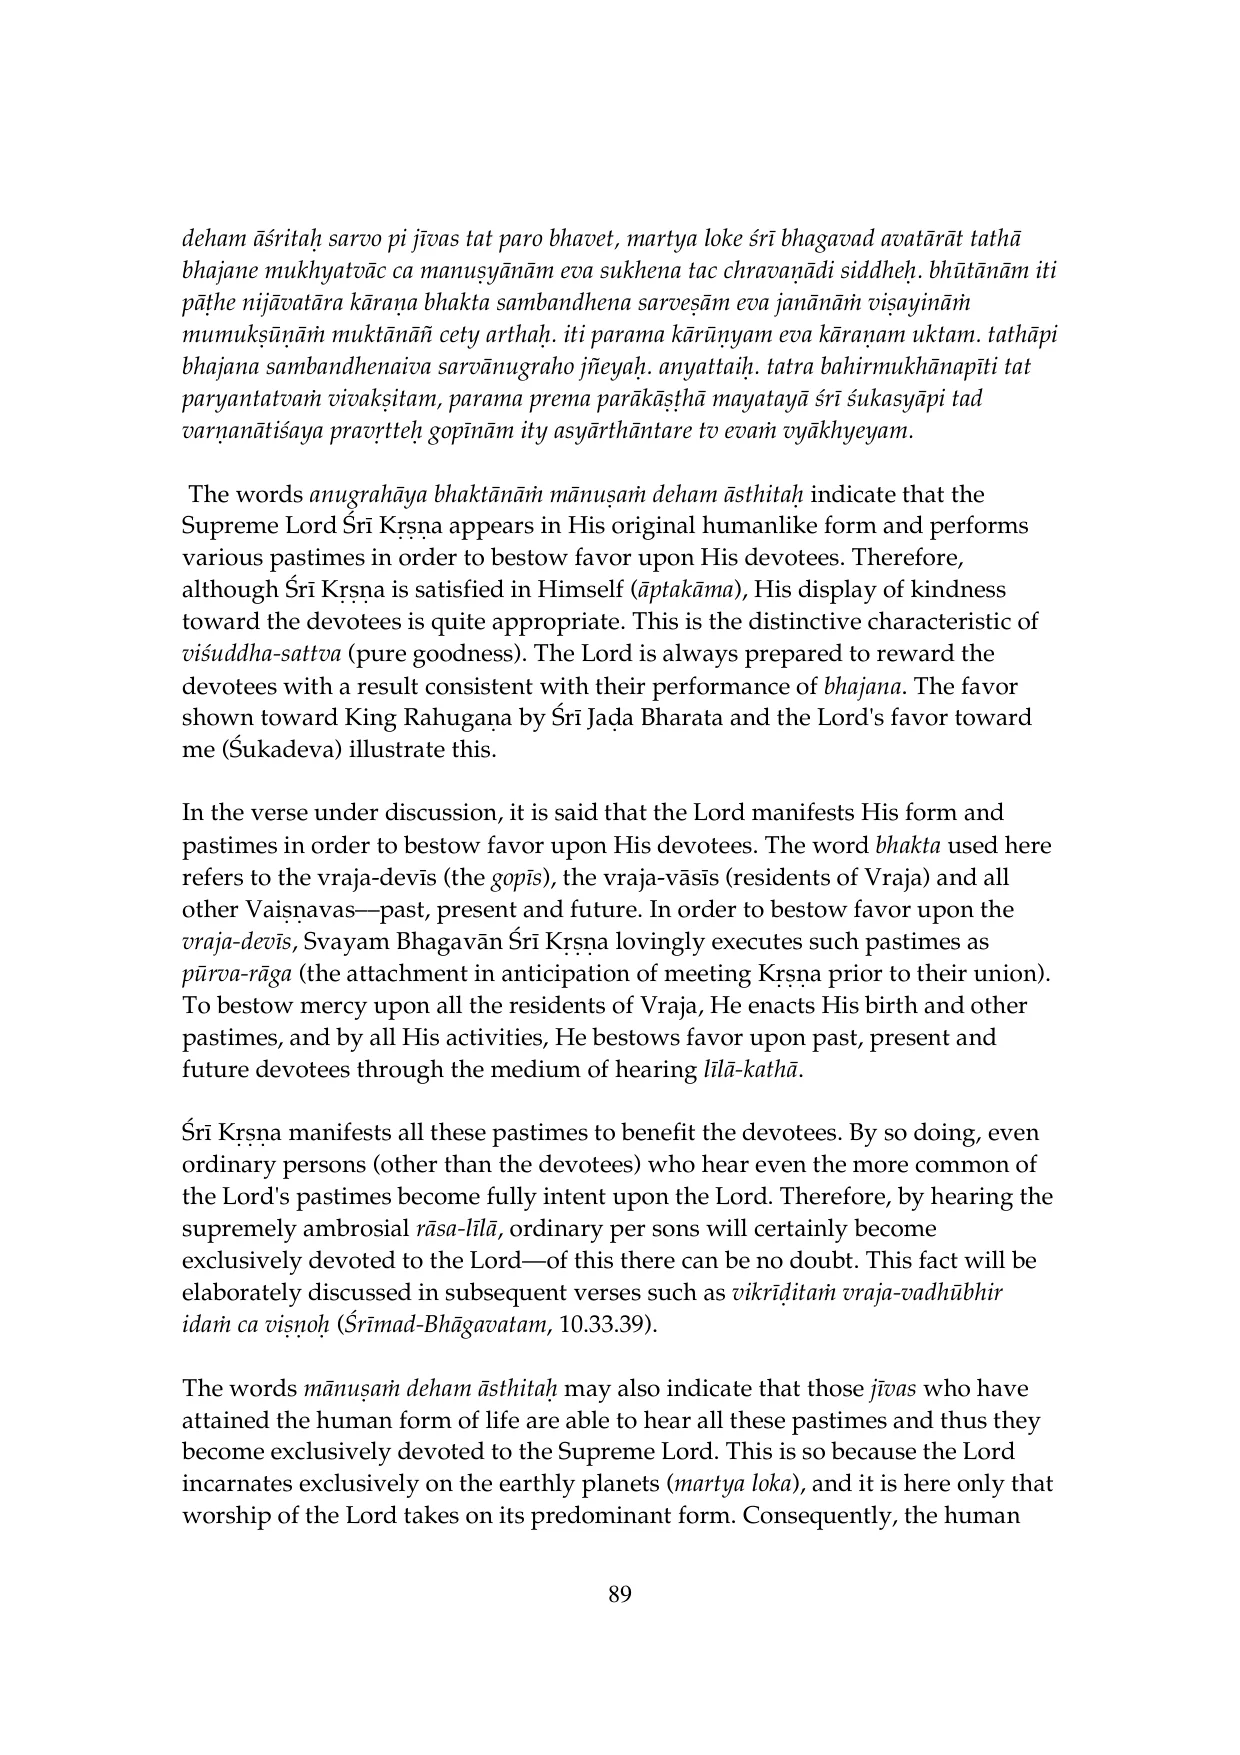 deham āśritaḥ sarvo pi jīvas tat paro bhavet, martya loke śrī bhagavad avatārāt tathā
bhajane mukhyatvāc ca manuṣyānām eva sukhena tac chravaṇādi siddheḥ. bhūtānām iti
pāṭhe nijāvatāra kāraṇa bhakta sambandhena sarveṣām eva janānāṁ viṣayināṁ
mumukṣūṇāṁ muktānāñ cety arthaḥ. iti parama kārūṇyam eva kāraṇam uktam. tathāpi
bhajana sambandhenaiva sarvānugraho jñeyaḥ. anyattaiḥ. tatra bahirmukhānapīti tat
paryantatvaṁ vivakṣitam, parama prema parākāṣṭhā mayatayā śrī śukasyāpi tad
varṇanātiśaya pravṛtteḥ gopīnām ity asyārthāntare tv evaṁ vyākhyeyam.
The words anugrahāya bhaktānāṁ mānuṣaṁ deham āsthitaḥ indicate that the
Supreme Lord Śrī Kṛṣṇa appears in His original humanlike form and performs
various pastimes in order to bestow favor upon His devotees. Therefore,
although Śrī Kṛṣṇa is satisfied in Himself (āptakāma), His display of kindness
toward the devotees is quite appropriate. This is the distinctive characteristic of
viśuddha-sattva (pure goodness). The Lord is always prepared to reward the
devotees with a result consistent with their performance of bhajana. The favor
shown toward King Rahugaṇa by Śrī Jaḍa Bharata and the Lord's favor toward
me (Śukadeva) illustrate this.
In the verse under discussion, it is said that the Lord manifests His form and
pastimes in order to bestow favor upon His devotees. The word bhakta used here
refers to the vraja-devīs (the gopīs), the vraja-vāsīs (residents of Vraja) and all
other Vaiṣṇavas––past, present and future. In order to bestow favor upon the
vraja-devīs, Svayam Bhagavān Śrī Kṛṣṇa lovingly executes such pastimes as
pūrva-rāga (the attachment in anticipation of meeting Kṛṣṇa prior to their union).
To bestow mercy upon all the residents of Vraja, He enacts His birth and other
pastimes, and by all His activities, He bestows favor upon past, present and
future devotees through the medium of hearing līlā-kathā.
Śrī Kṛṣṇa manifests all these pastimes to benefit the devotees. By so doing, even
ordinary persons (other than the devotees) who hear even the more common of
the Lord's pastimes become fully intent upon the Lord. Therefore, by hearing the
supremely ambrosial rāsa-līlā, ordinary per sons will certainly become
exclusively devoted to the Lord—of this there can be no doubt. This fact will be
elaborately discussed in subsequent verses such as vikrīḍitaṁ vraja-vadhūbhir
idaṁ ca viṣṇoḥ (Śrīmad-Bhāgavatam, 10.33.39).
The words mānuṣaṁ deham āsthitaḥ may also indicate that those jīvas who have
attained the human form of life are able to hear all these pastimes and thus they
become exclusively devoted to the Supreme Lord. This is so because the Lord
incarnates exclusively on the earthly planets (martya loka), and it is here only that
worship of the Lord takes on its predominant form. Consequently, the human
89